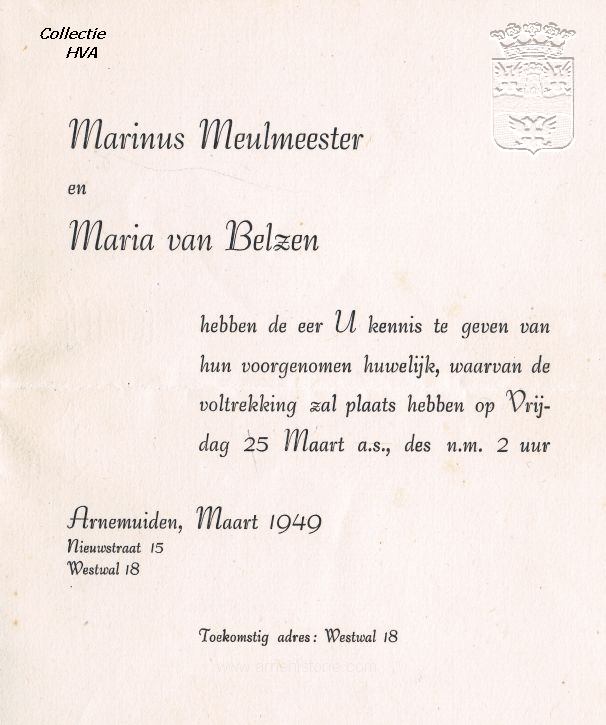 Collectie
HVA
Marinus Meulmeester
en
Maria van Belzen
hebben de eer U kennis te geven van
hun voorgenomen huwelijk, waarvan de
voltrekking zal plaats hebben op Vrij-
dag 25 Maart a.s., des n.m. 2 uur
Arnemuiden, Maart 1949
Nieuwstraat 15
Westwal 18
Toekomstig adres: Westwal 18
www.arnehistorie.com